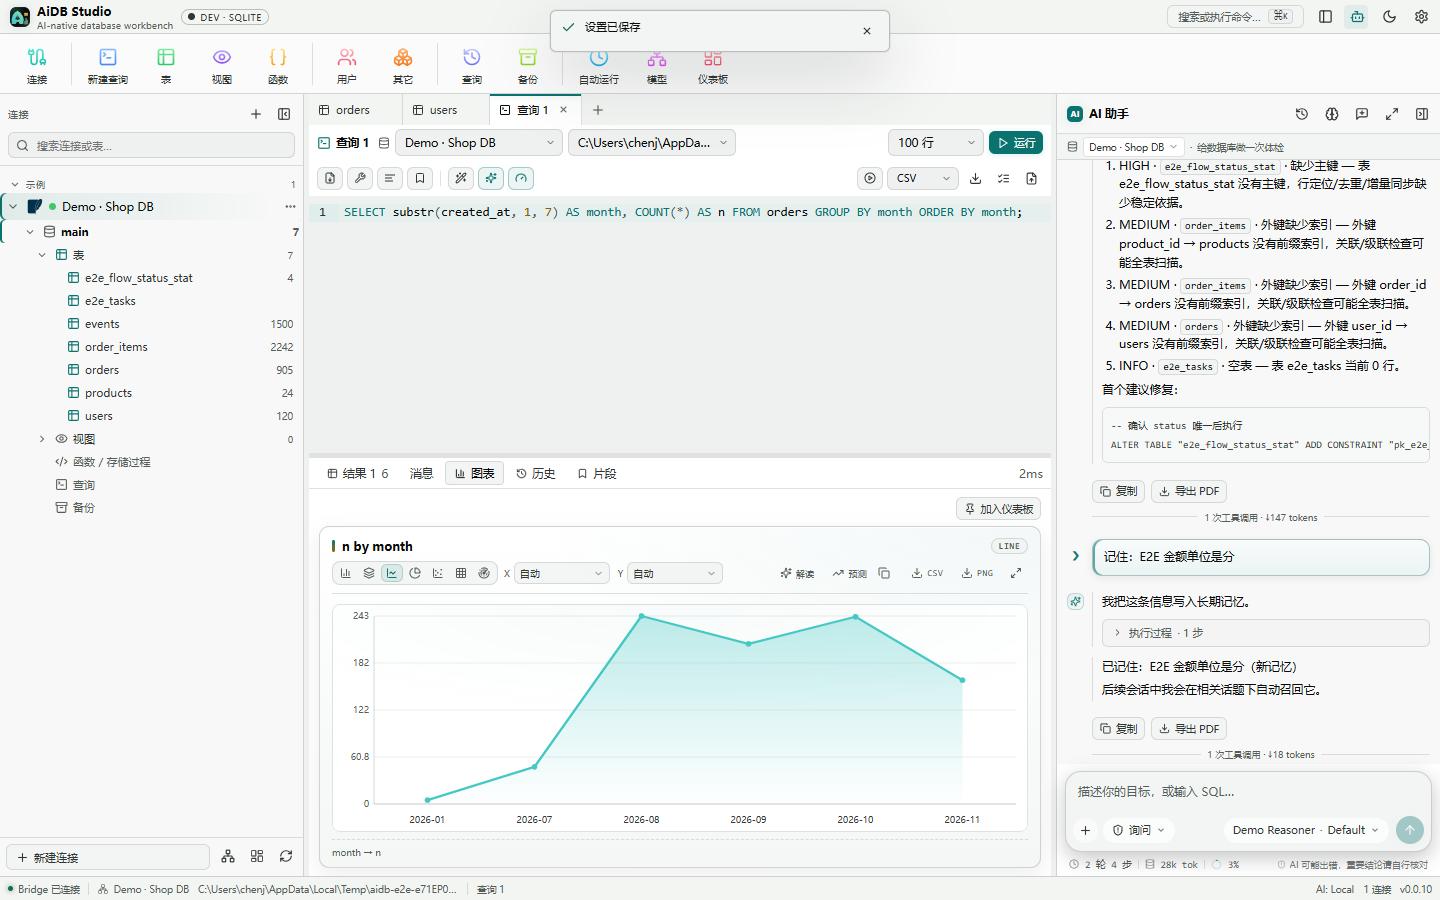 AiDB Studio
AI-native database workbench
DEV · SQLITE
设置已保存
搜索或执行命令... ⌘K
连接
新建查询
表
视图
函数
用户
其它
查询
备份
自动运行
模型
仪表板
连接
搜索连接或表...
示例 1
Demo · Shop DB
main 7
表 7
e2e_flow_status_stat 4
e2e_tasks
events 1500
order_items 2242
orders 905
products 24
users 120
视图 0
函数 / 存储过程
查询
备份
新建连接
orders
users
查询 1
查询 1
Demo · Shop DB
C:\Users\chenj\AppDa...
100 行
运行
CSV
1 SELECT substr(created_at, 1, 7) AS month, COUNT(*) AS n FROM orders GROUP BY month ORDER BY month;
结果 1 6
消息
图表
历史
片段
2ms
加入仪表板
n by month
LINE
X 自动
Y 自动
解读
预测
CSV
PNG
243
182
122
60.8
0
2026-01
2026-07
2026-08
2026-09
2026-10
2026-11
month → n
AI AI 助手
Demo · Shop DB · 给数据库做一次体检
1. HIGH · e2e_flow_status_stat · 缺少主键 — 表
e2e_flow_status_stat 没有主键，行定位/去重/增量同步缺
少稳定依据。
2. MEDIUM · order_items · 外键缺少索引 — 外键
product_id → products 没有前缀索引，关联/级联检查可
能全表扫描。
3. MEDIUM · order_items · 外键缺少索引 — 外键 order_id
→ orders 没有前缀索引，关联/级联检查可能全表扫描。
4. MEDIUM · orders · 外键缺少索引 — 外键 user_id →
users 没有前缀索引，关联/级联检查可能全表扫描。
5. INFO · e2e_tasks · 空表 — 表 e2e_tasks 当前 0 行。
首个建议修复：
-- 确认 status 唯一后执行
ALTER TABLE "e2e_flow_status_stat" ADD CONSTRAINT "pk_e2e_
复制
导出 PDF
1 次工具调用 · ↓147 tokens
记住：E2E 金额单位是分
我把这条信息写入长期记忆。
执行过程 · 1 步
已记住：E2E 金额单位是分（新记忆）
后续会话中我会在相关话题下自动召回它。
复制
导出 PDF
1 次工具调用 · ↓18 tokens
描述你的目标，或输入 SQL...
询问
Demo Reasoner · Default
2 轮 4 步
28k tok
3%
AI 可能出错，重要结论请自行核对
Bridge 已连接
Demo · Shop DB
C:\Users\chenj\AppData\Local\Temp\aidb-e2e-e71EP0...
查询 1
AI: Local
1 连接
v0.0.10